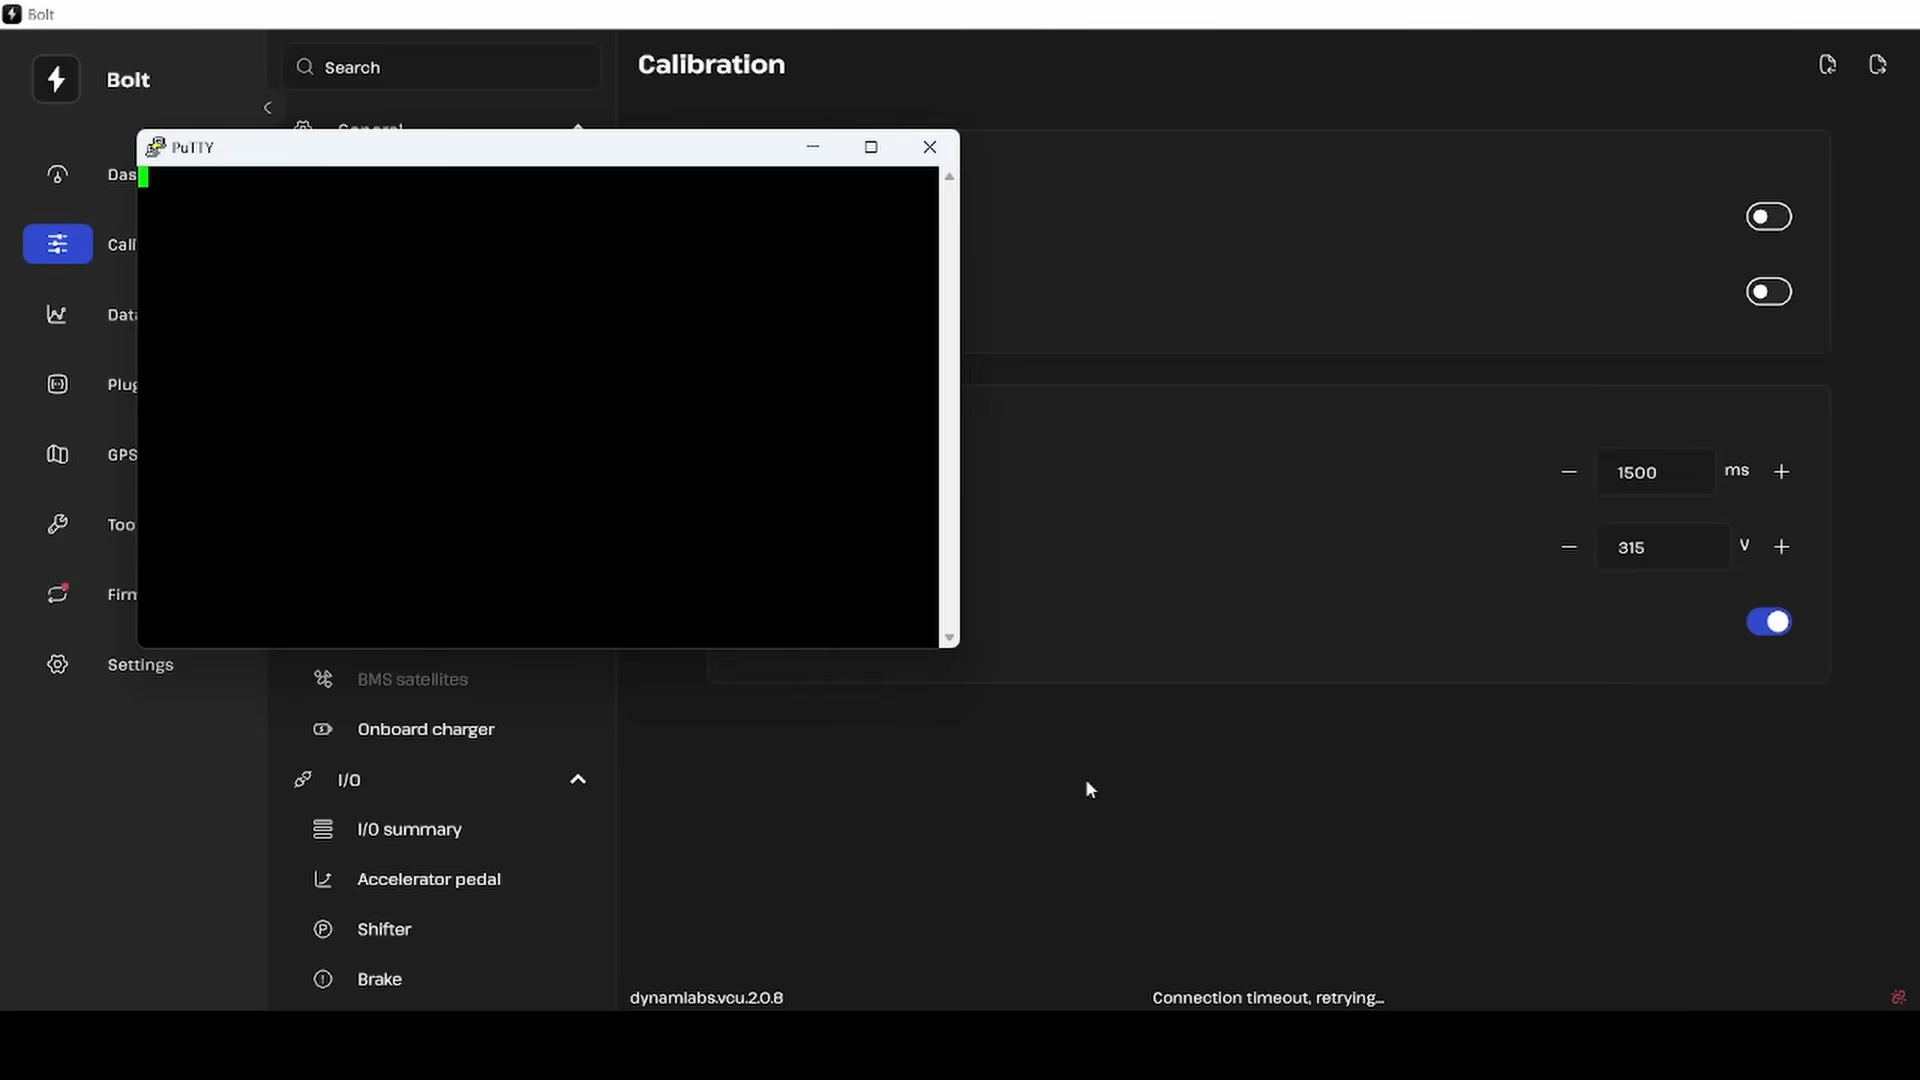 Bolt
Bolt
Search
Calibration
General
PuTTY
Das
Cali
Data
Plug
GPS
Too
Firm
Settings
1500 ms
315 V
BMS satellites
Onboard charger
I/O
I/O summary
Accelerator pedal
Shifter
Brake
dynamlabs.vcu.2.0.8
Connection timeout, retrying...